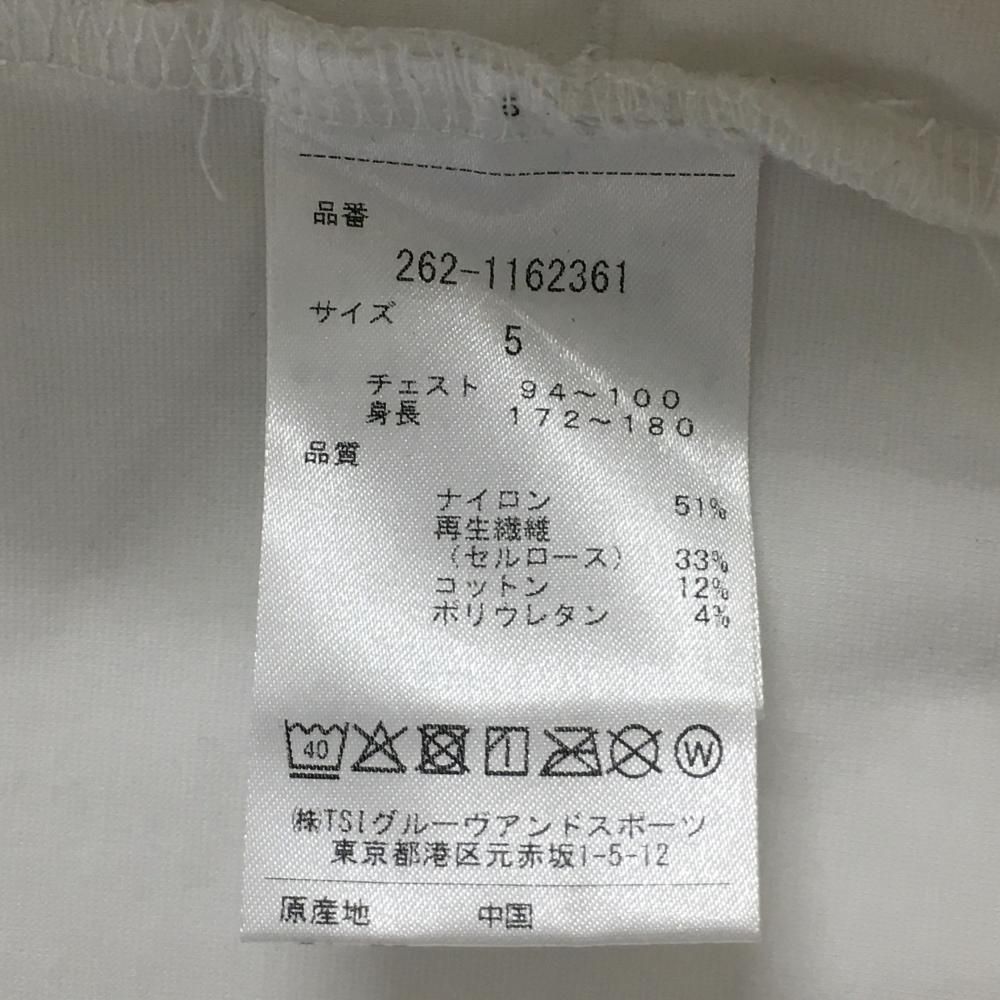 品番
262-1162361
サイズ
5
チェスト 94～100
身長 172～180
品質
ナイロン 51%
再生繊維
（セルロース） 33%
コットン 12%
ポリウレタン 4%
40 W
㈱TSIグルーヴアンドスポーツ
東京都港区元赤坂1-5-12
原産地 中国